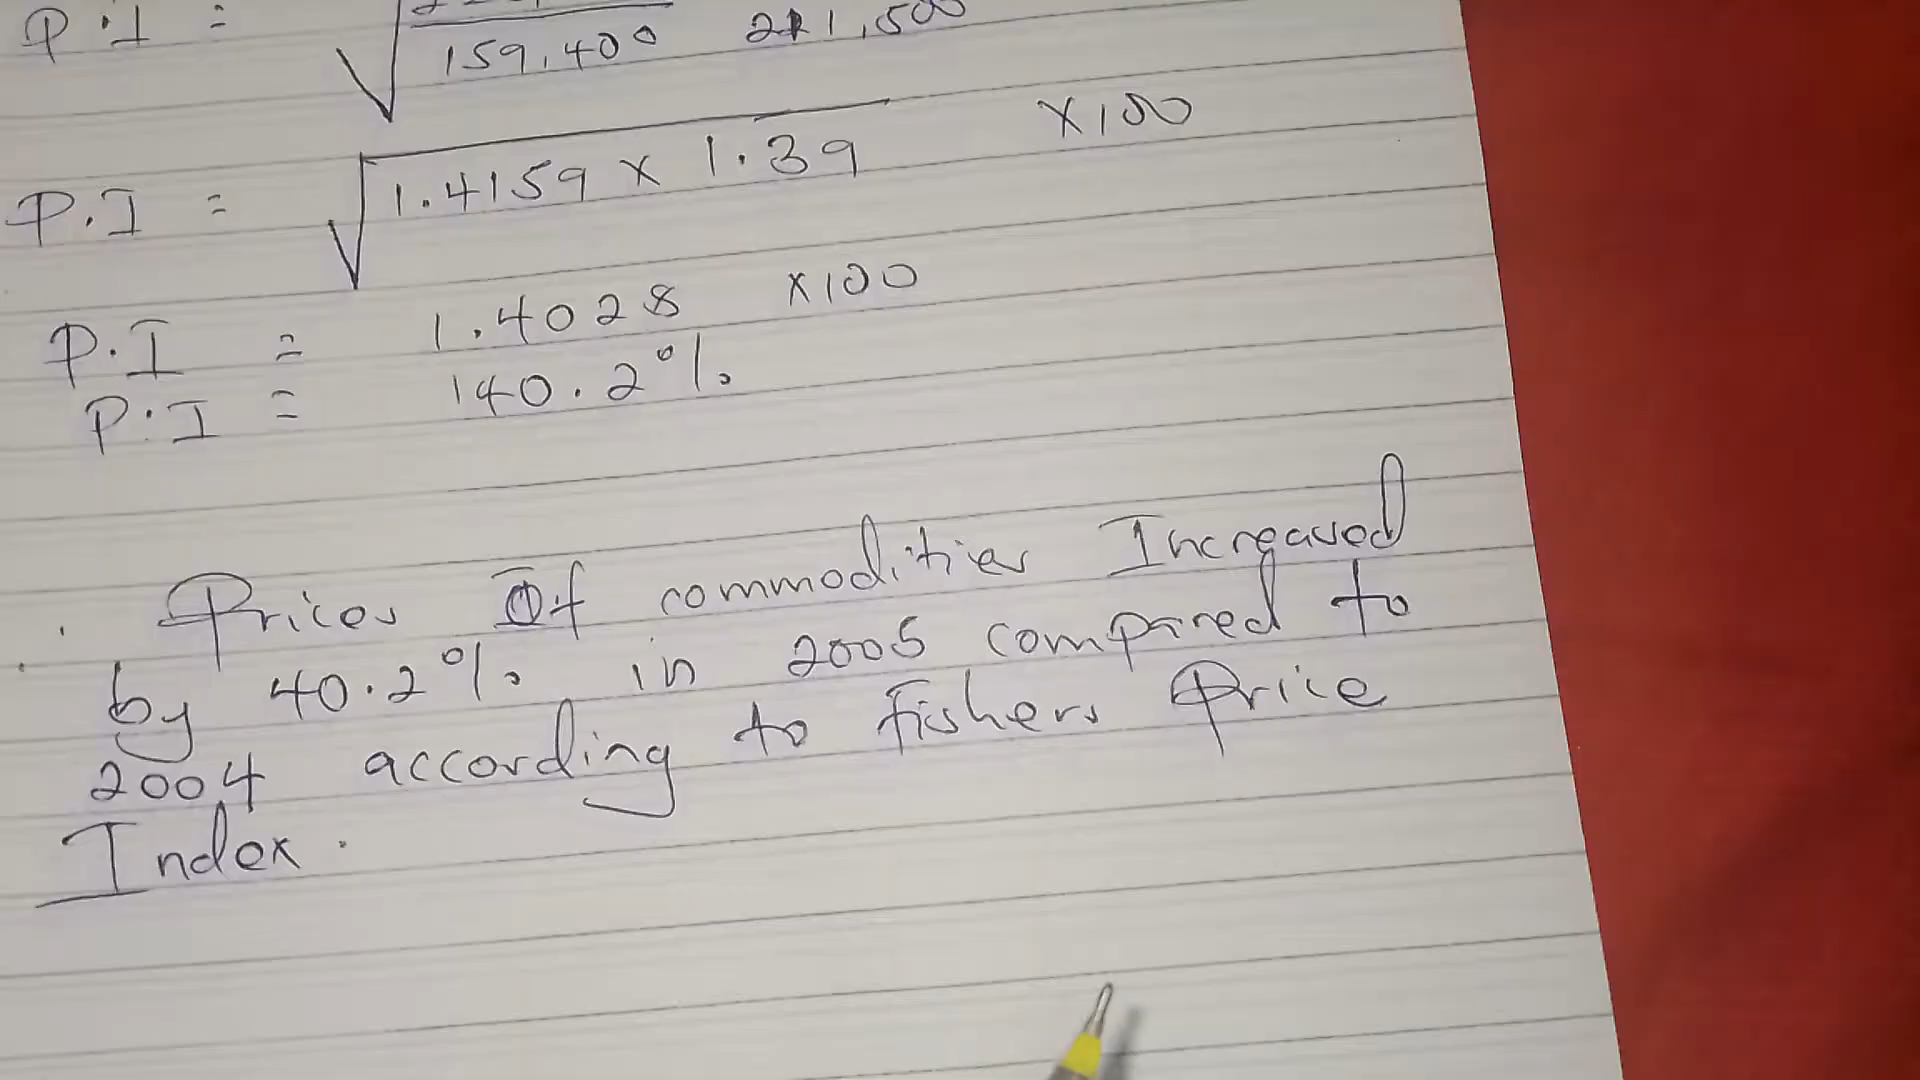 P.I =
159,400 211,500
P.I = √1.4159 x 1.39 x100
P.I = 1.4028 x100
P.I = 140.2%
Prices Of commodities Increased
by 40.2% in 2005 compared to
2004 according to fishers Price
Index.